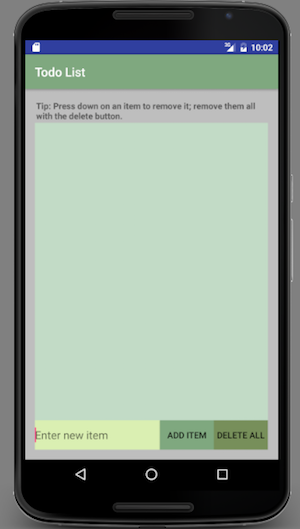 3G 10:02
Todo List
Tip: Press down on an item to remove it; remove them all
with the delete button.
Enter new item ADD ITEM DELETE ALL